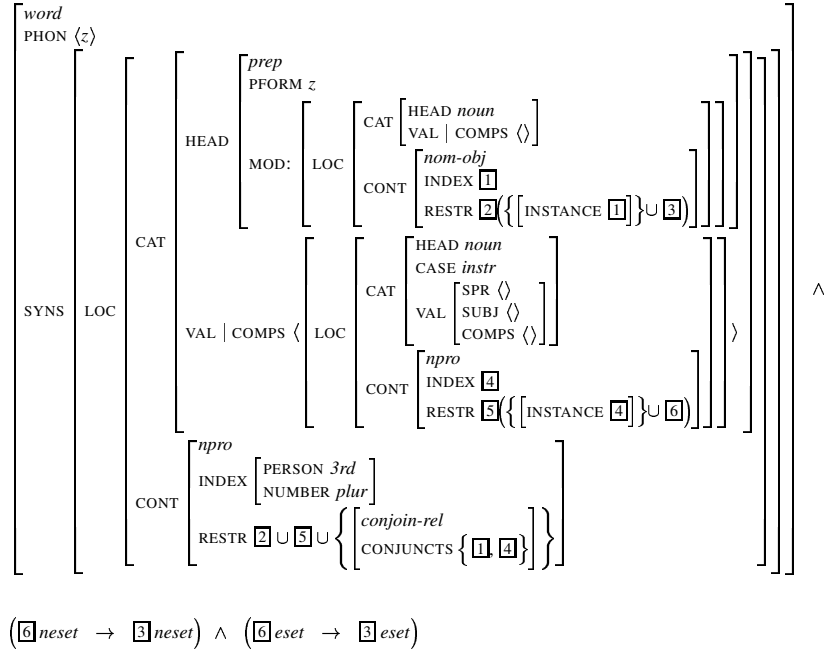 word
PHON ⟨z⟩
prep
PFORM z
HEAD noun
CAT
VAL | COMPS ⟨⟩
HEAD
MOD: LOC
nom-obj
CONT INDEX 1
RESTR 2({[INSTANCE 1]}∪ 3)
CAT
HEAD noun
CASE instr
CAT SPR ⟨⟩
VAL SUBJ ⟨⟩
COMPS ⟨⟩
SYNS LOC ∧
VAL | COMPS ⟨ LOC ⟩
npro
CONT INDEX 4
RESTR 5({[INSTANCE 4]}∪ 6)
npro
INDEX PERSON 3rd
NUMBER plur
CONT
RESTR 2 ∪ 5 ∪ { conjoin-rel
CONJUNCTS { 1, 4 } }
(6 neset → 3 neset) ∧ (6 eset → 3 eset)